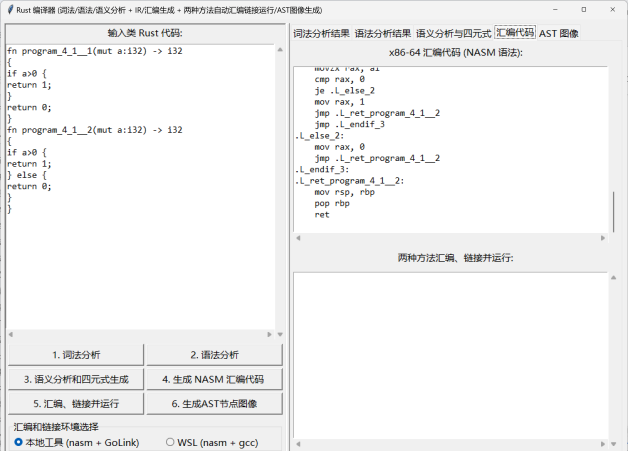 Rust 编译器 (词法/语法/语义分析 + IR/汇编生成 + 两种方法自动汇编链接运行/AST图像生成)
输入类 Rust 代码:
fn program_4_1__1(mut a:i32) -> i32
{
if a>0 {
return 1;
}
return 0;
}
fn program_4_1__2(mut a:i32) -> i32
{
if a>0 {
return 1;
} else {
return 0;
}
}
1. 词法分析
2. 语法分析
3. 语义分析和四元式生成
4. 生成 NASM 汇编代码
5. 汇编、链接并运行
6. 生成AST节点图像
汇编和链接环境选择
本地工具 (nasm + GoLink)
WSL (nasm + gcc)
词法分析结果 语法分析结果 语义分析与四元式 汇编代码 AST 图像
x86-64 汇编代码 (NASM 语法):
movzx rax, al
cmp rax, 0
je .L_else_2
mov rax, 1
jmp .L_ret_program_4_1__2
jmp .L_endif_3
.L_else_2:
mov rax, 0
jmp .L_ret_program_4_1__2
.L_endif_3:
.L_ret_program_4_1__2:
mov rsp, rbp
pop rbp
ret
两种方法汇编、链接并运行: